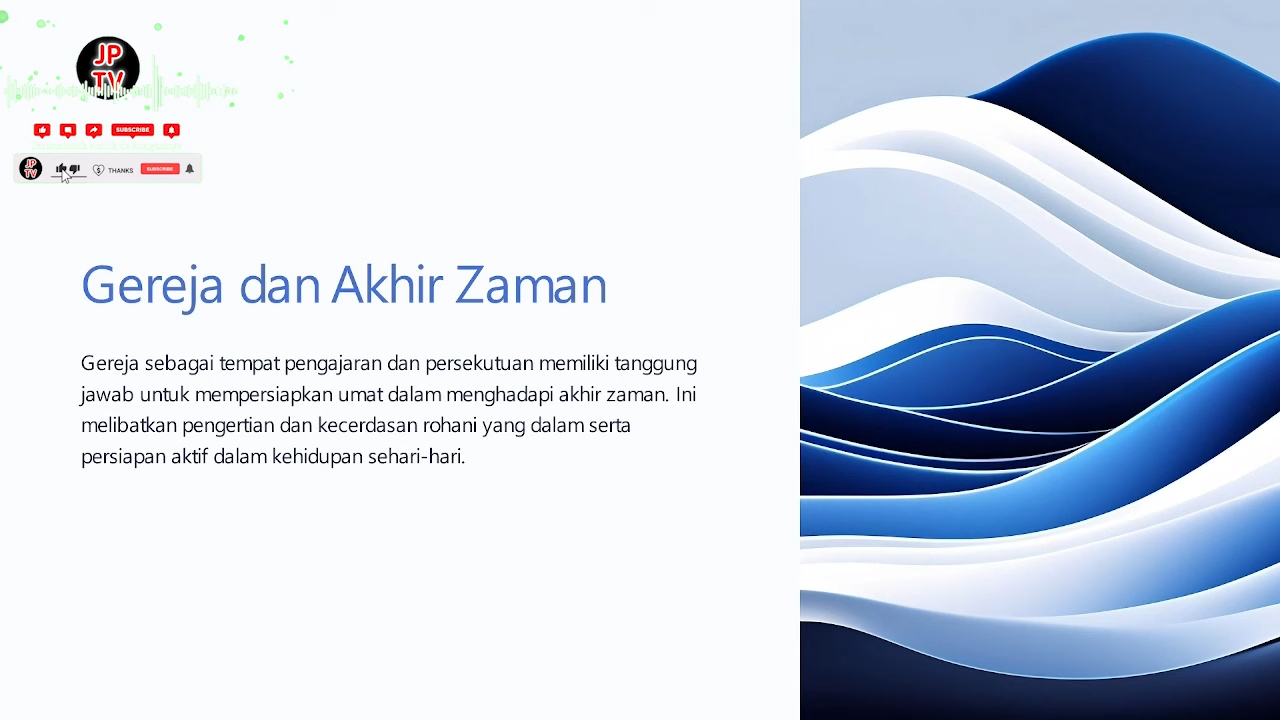 JP
TV
SUBSCRIBE
JP
TV
THANKS
SUBSCRIBE
Gereja dan Akhir Zaman
Gereja sebagai tempat pengajaran dan persekutuan memiliki tanggung
jawab untuk mempersiapkan umat dalam menghadapi akhir zaman. Ini
melibatkan pengertian dan kecerdasan rohani yang dalam serta
persiapan aktif dalam kehidupan sehari-hari.